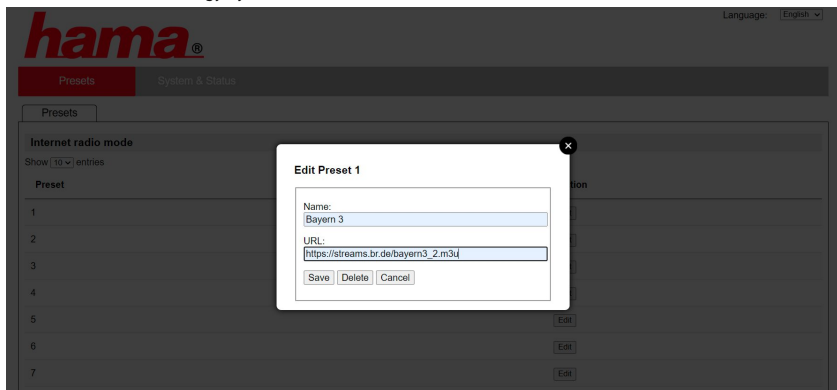 Language: English
hama®
Presets System & Status
Presets
Internet radio mode
Show 10 entries
Preset
1
2
3
4
5 Edit
6 Edit
7 Edit
Edit Preset 1
Name:
Bayern 3
URL:
https://streams.br.de/bayern3_2.m3u
Save Delete Cancel